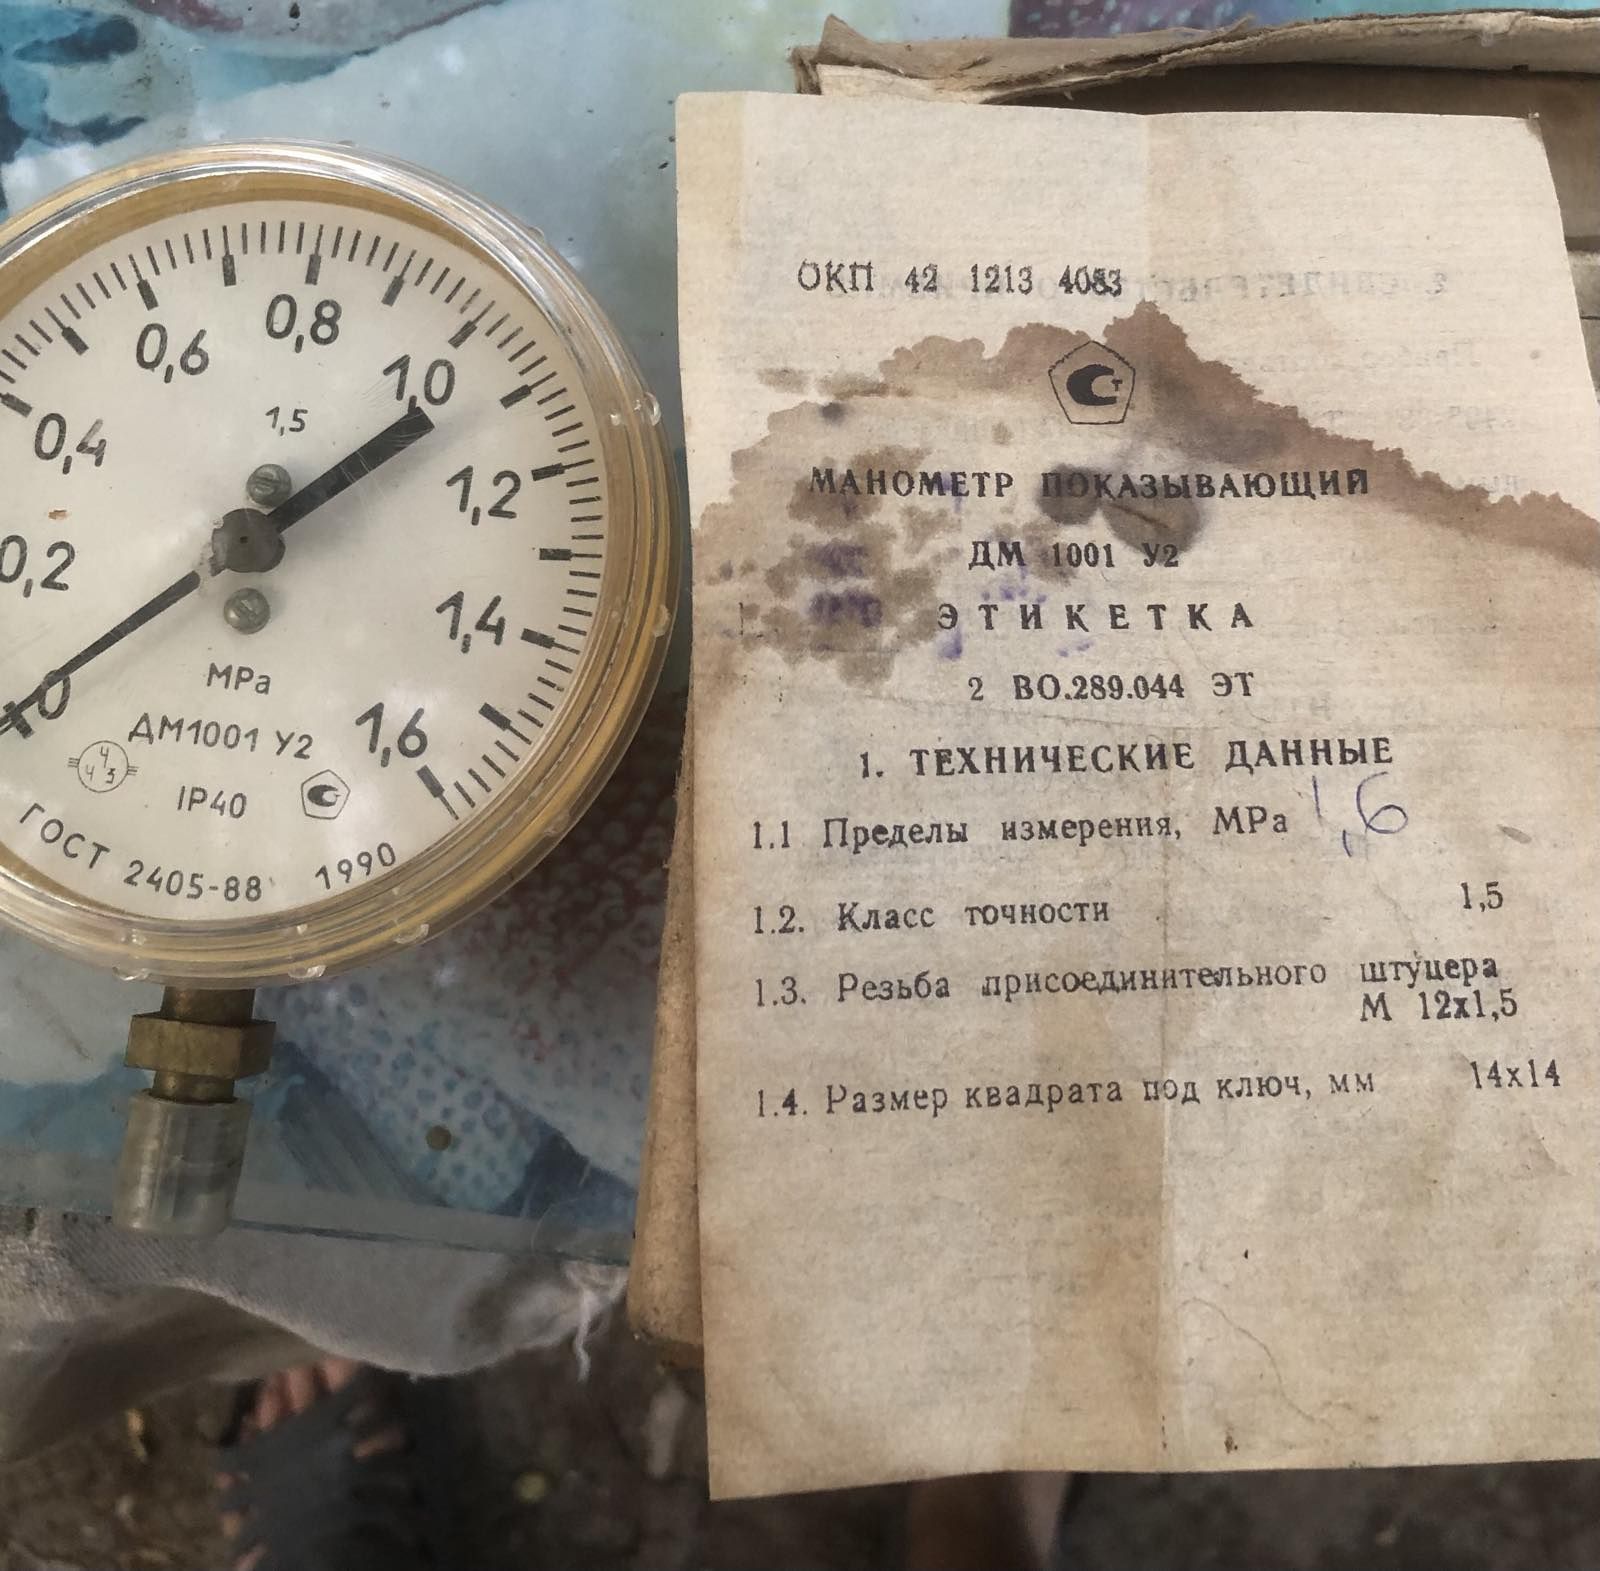 0
0,2
0,4
0,6
0,8
1,0
1,2
1,4
1,6
1,5
МРа
ДМ1001 У2
IP40
ГОСТ 2405-88 1990
ОКП 42 1213 4083
МАНОМЕТР ПОКАЗЫВАЮЩИЙ
ДМ 1001 У2
ЭТИКЕТКА
2 ВО.289.044 ЭТ
1. ТЕХНИЧЕСКИЕ ДАННЫЕ
1.1 Пределы измерения, МРа 1,6
1.2. Класс точности 1,5
1.3. Резьба присоединительного штуцера
М 12х1,5
1.4. Размер квадрата под ключ, мм 14х14